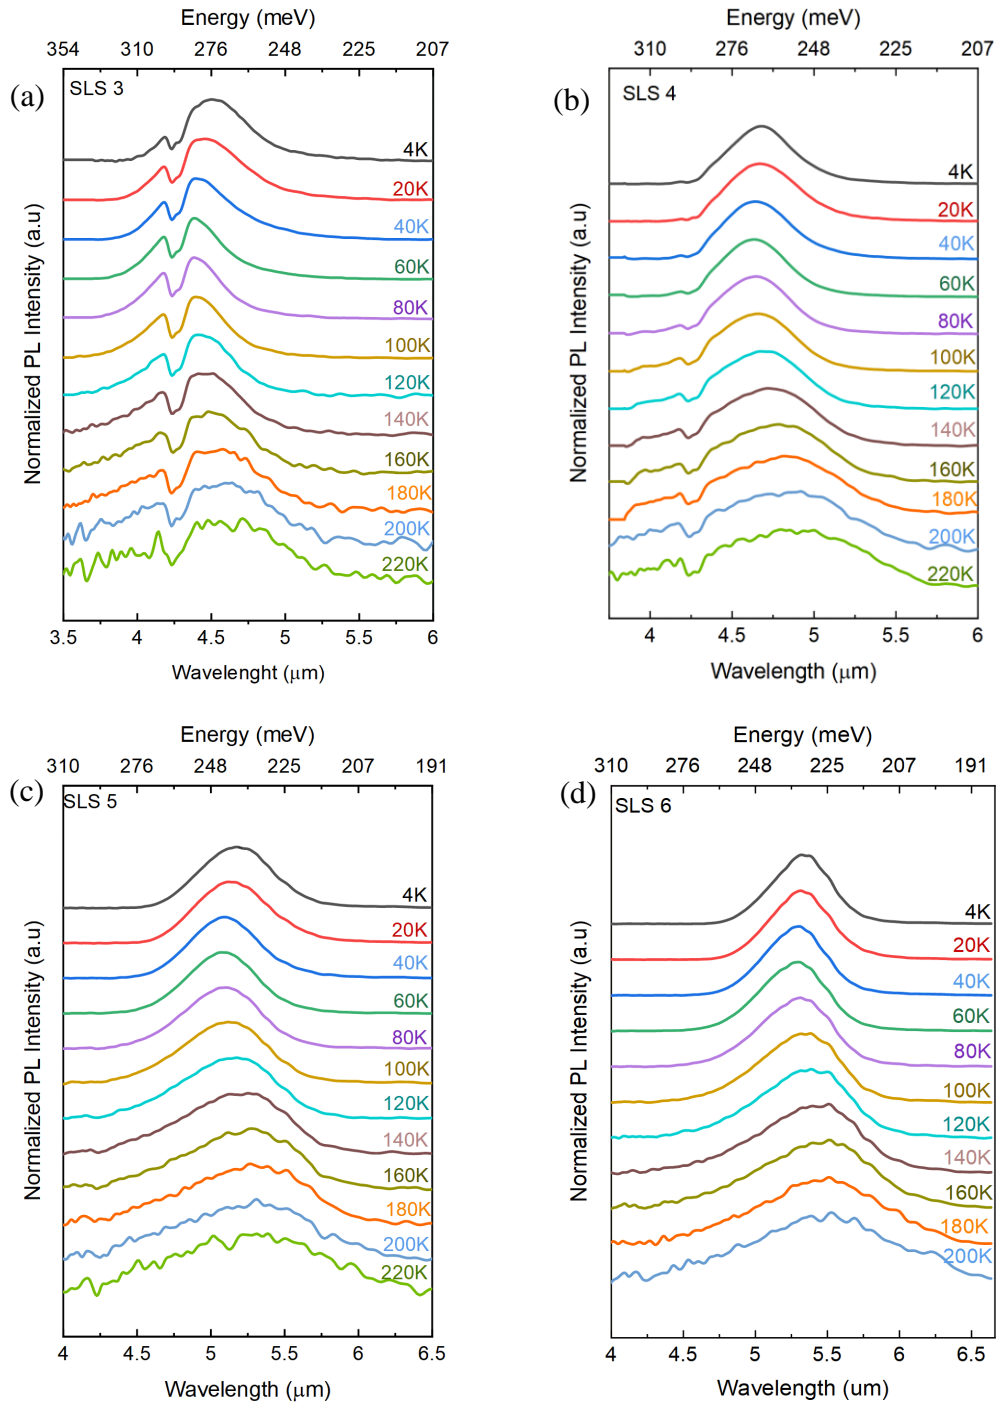 Energy (meV)
354 310 276 248 225 207
(a)
SLS 3
4K
20K
40K
60K
80K
100K
120K
140K
160K
180K
200K
220K
Normalized PL Intensity (a.u)
3.5 4 4.5 5 5.5 6
Wavelenght (μm)
Energy (meV)
310 276 248 225 207
(b)
SLS 4
4K
20K
40K
60K
80K
100K
120K
140K
160K
180K
200K
220K
Normalized PL Intensity (a.u)
4 4.5 5 5.5 6
Wavelength (μm)
Energy (meV)
310 276 248 225 207 191
(c)
SLS 5
4K
20K
40K
60K
80K
100K
120K
140K
160K
180K
200K
220K
Normalized PL Intensity (a.u)
4 4.5 5 5.5 6 6.5
Wavelength (μm)
Energy (meV)
310 276 248 225 207 191
(d)
SLS 6
4K
20K
40K
60K
80K
100K
120K
140K
160K
180K
200K
Normalized PL Intensity (a.u)
4 4.5 5 5.5 6 6.5
Wavelength (um)